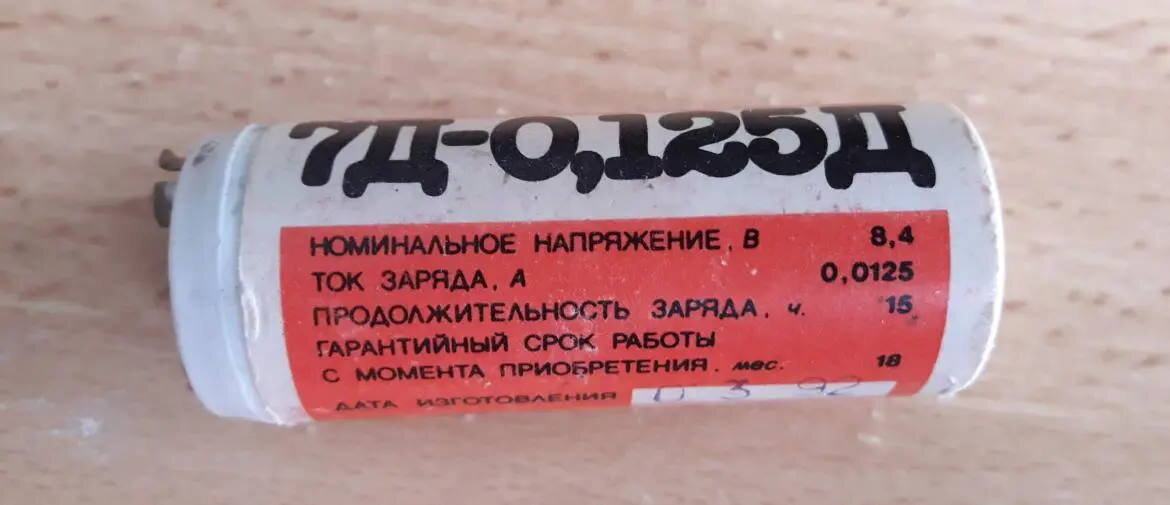 7Д-0,125Д
НОМИНАЛЬНОЕ НАПРЯЖЕНИЕ, В 8,4
ТОК ЗАРЯДА, А 0,0125
ПРОДОЛЖИТЕЛЬНОСТЬ ЗАРЯДА, ч. 15
ГАРАНТИЙНЫЙ СРОК РАБОТЫ
С МОМЕНТА ПРИОБРЕТЕНИЯ, мес. 18
ДАТА ИЗГОТОВЛЕНИЯ 3 92